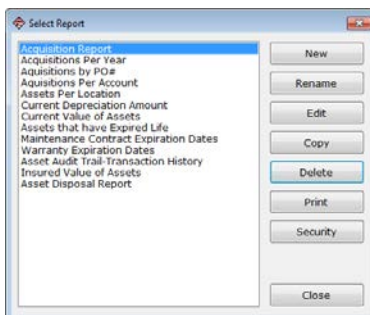 Select Report
Acquisition Report
Acquisitions Per Year
Aquisitions by PO#
Aquisitions Per Account
Assets Per Location
Current Depreciation Amount
Current Value of Assets
Assets that have Expired Life
Maintenance Contract Expiration Dates
Warranty Expiration Dates
Asset Audit Trail-Transaction History
Insured Value of Assets
Asset Disposal Report
New
Rename
Edit
Copy
Delete
Print
Security
Close